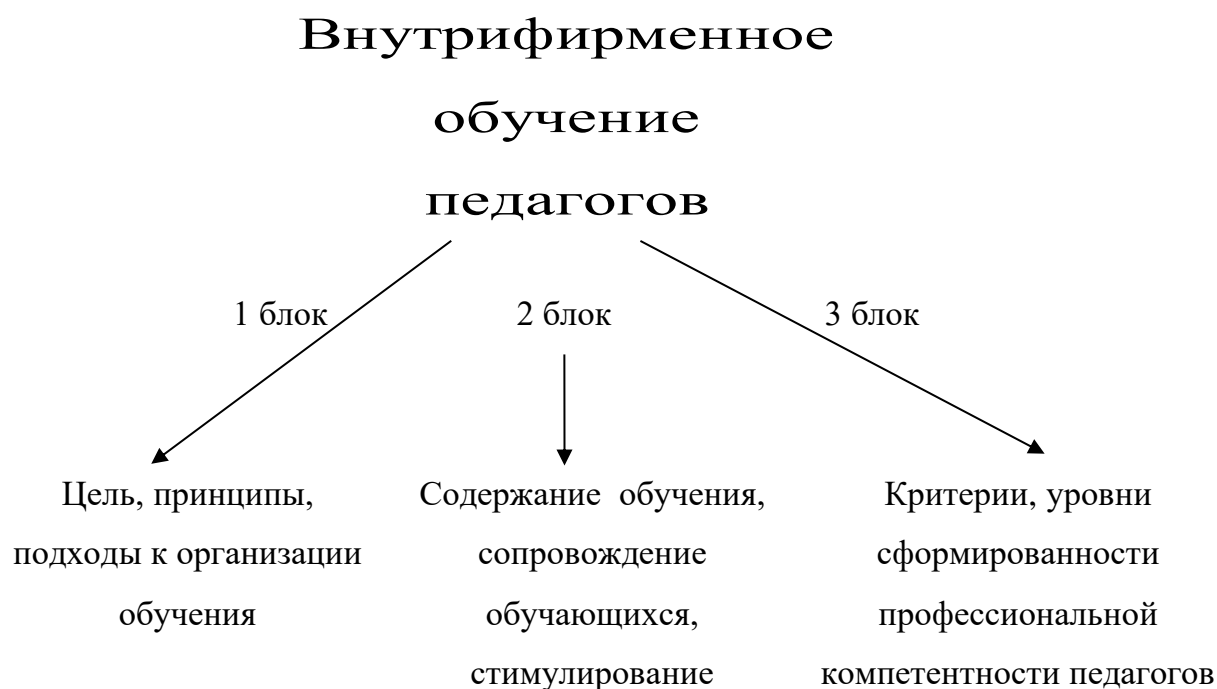 Внутрифирменное
обучение
педагогов
1 блок
2 блок
3 блок
Цель, принципы,
подходы к организации
обучения
Содержание обучения,
сопровождение
обучающихся,
стимулирование
Критерии, уровни
сформированности
профессиональной
компетентности педагогов